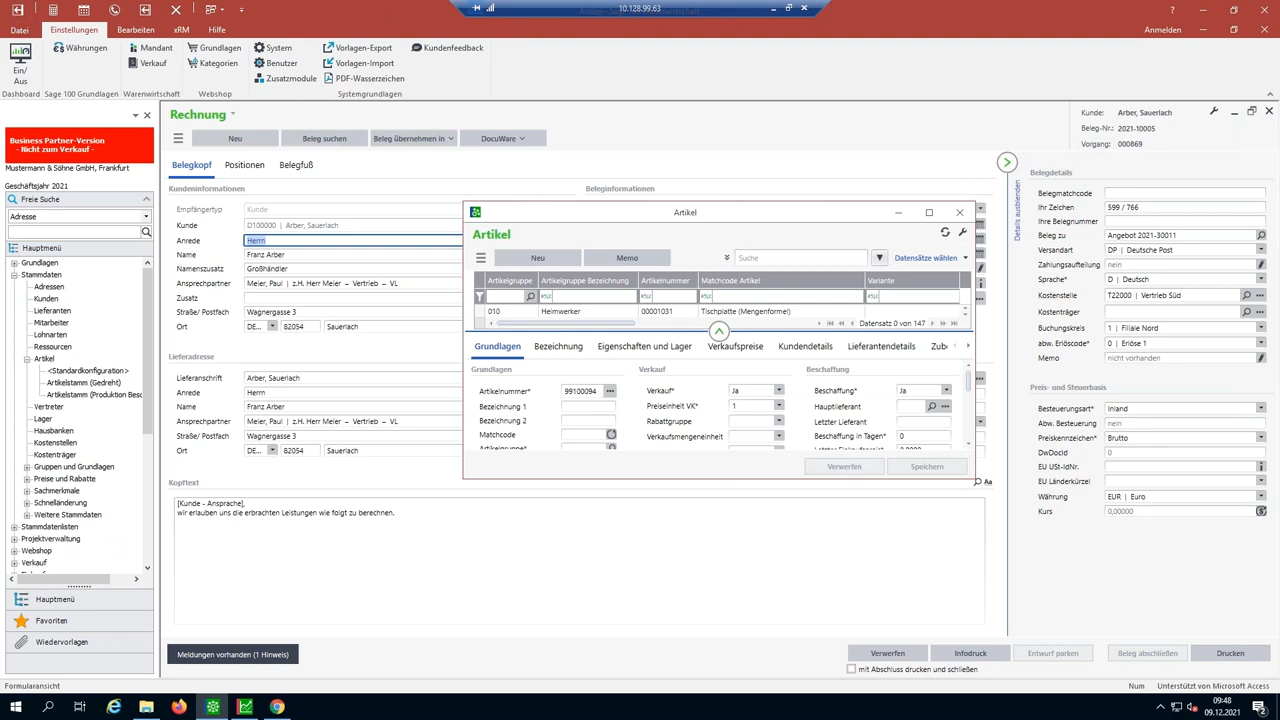 10.128.99.63
?
Datei
Einstellungen
Bearbeiten
xRM
Hilfe
Anmelden
Ein/
Aus
Währungen
Mandant
Verkauf
Grundlagen
Kategorien
System
Benutzer
Zusatzmodule
Vorlagen-Export
Vorlagen-Import
PDF-Wasserzeichen
Kundenfeedback
Dashboard
Sage 100 Grundlagen
Warenwirtschaft
Webshop
Systemgrundlagen
Business Partner-Version
- Nicht zum Verkauf -
Mustermann & Söhne GmbH, Frankfurt
Geschäftsjahr 2021
Freie Suche
Adresse
Hauptmenü
Grundlagen
Stammdaten
Adressen
Kunden
Lieferanten
Mitarbeiter
Lohnarten
Ressourcen
Artikel
<Standardkonfiguration>
Artikelstamm (Gedreht)
Artikelstamm (Produktion Besc
Vertreter
Lager
Hausbanken
Kostenstellen
Kostenträger
Gruppen und Grundlagen
Preise und Rabatte
Sachmerkmale
Schnelländerung
Weitere Stammdaten
Stammdatenlisten
Projektverwaltung
Webshop
Verkauf
Hauptmenü
Favoriten
Wiedervorlagen
Formularansicht
Rechnung
Neu
Beleg suchen
Beleg übernehmen in
DocuWare
Kunde: Arber, Sauerlach
Beleg-Nr.: 2021-10005
Vorgang: 000869
Belegkopf
Positionen
Belegfuß
Kundeninformationen
Beleginformationen
Empfängertyp Kunde
Kunde D100000 | Arber, Sauerlach
Anrede Herrn
Name Franz Arber
Namenszusatz Großhändler
Ansprechpartner Meier, Paul | z.H. Herr Meier – Vertrieb – VL
Zusatz
Straße/ Postfach Wagnergasse 3
Ort DE... 82054 Sauerlach
Lieferadresse
Lieferanschrift Arber, Sauerlach
Anrede Herrn
Name Franz Arber
Ansprechpartner Meier, Paul | z.H. Herr Meier – Vertrieb – VL
Straße/ Postfach Wagnergasse 3
Ort DE... 82054 Sauerlach
Kopftext
Aa
[Kunde - Ansprache],
wir erlauben uns die erbrachten Leistungen wie folgt zu berechnen.
Artikel
Artikel
Neu
Memo
Suche
Datensätze wählen
Artikelgruppe
Artikelgruppe Bezeichnung
Artikelnummer
Matchcode Artikel
Variante
010 Heimwerker 00001031 Tischplatte (Mengenformel)
Datensatz 0 von 147
Grundlagen
Bezeichnung
Eigenschaften und Lager
Verkaufspreise
Kundendetails
Lieferantendetails
Zub
Grundlagen
Artikelnummer* 99100094
Bezeichnung 1
Bezeichnung 2
Matchcode
Artikelgruppe*
Verkauf
Verkauf* Ja
Preiseinheit VK* 1
Rabattgruppe
Verkaufsmengeneinheit
Beschaffung
Beschaffung* Ja
Hauptlieferant
Letzter Lieferant
Beschaffung in Tagen* 0
Letzter Einkaufspreis* 0,0000
Verwerfen
Speichern
Details ausblenden
Belegdetails
Belegmatchcode
Ihr Zeichen 599 / 766
Ihre Belegnummer
Beleg zu Angebot 2021-30011
Versandart DP | Deutsche Post
Zahlungsaufteilung nein
Sprache* D | Deutsch
Kostenstelle T22000 | Vertrieb Süd
Kostenträger
Buchungskreis 1 | Filiale Nord
abw. Erlöscode* 0 | Erlöse 1
Memo nicht vorhanden
Preis- und Steuerbasis
Besteuerungsart* Inland
Abw. Besteuerung nein
Preiskennzeichen* Brutto
DwDocId 0
EU USt-IdNr.
EU Länderkürzel
Währung EUR | Euro
Kurs 0,00000
Meldungen vorhanden (1 Hinweis)
Verwerfen
Infodruck
Entwurf parken
Beleg abschließen
Drucken
mit Abschluss drucken und schließen
Num
Unterstützt von Microsoft Access
09:48
09.12.2021
2